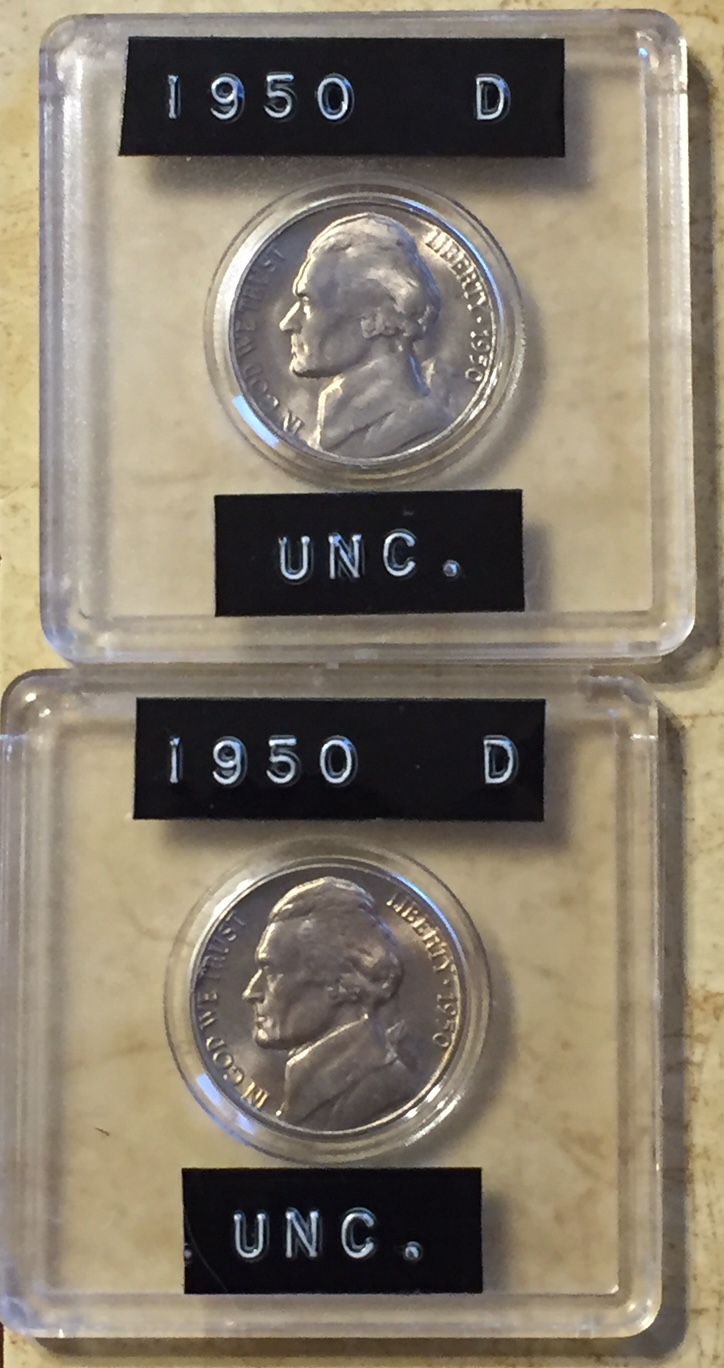 1950 D
IN GOD WE TRUST
LIBERTY · 1950
UNC.
1950 D
IN GOD WE TRUST
LIBERTY · 1950
UNC.